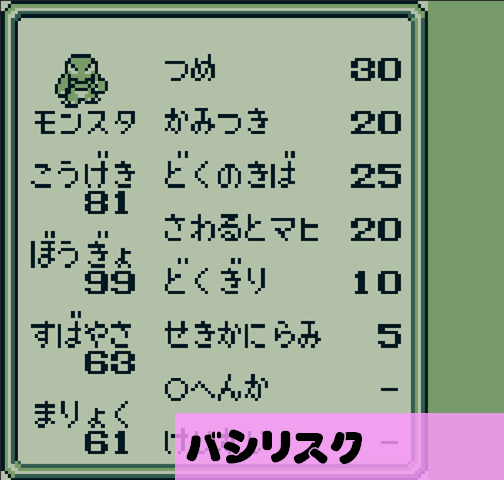 つめ 30
モンスタ かみつき 20
こうげき どくのきば 25
81
さわるとマヒ 20
ぼうぎょ
99 どくぎり 10
すばやさ せきかにらみ 5
63
○へんか -
まりょく
61 -
バシリスク